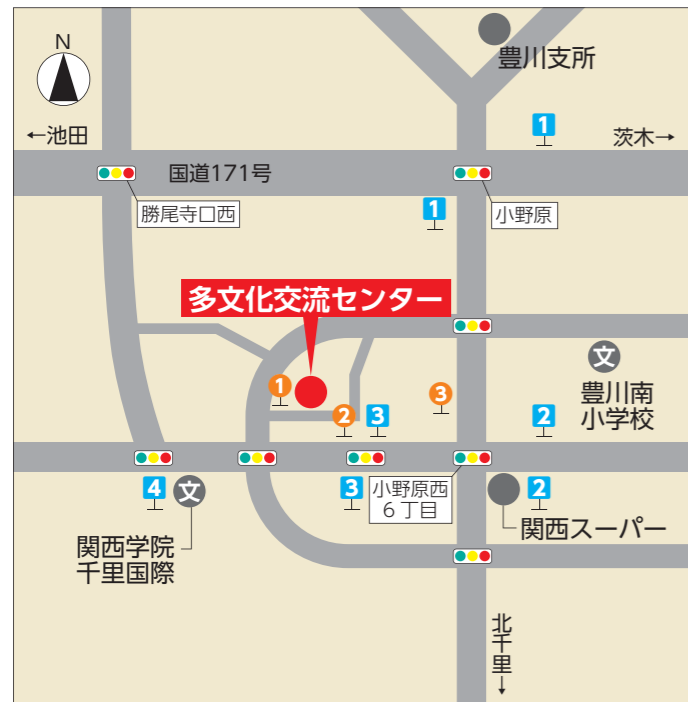 N
豊川支所
←池田
1
茨木→
国道171号
勝尾寺口西
1
小野原
多文化交流センター
文
豊川南
小学校
1
2
3
3
2
4
文
3
小野原西
6丁目
2
関西学院
千里国際
関西スーパー
北千里↓